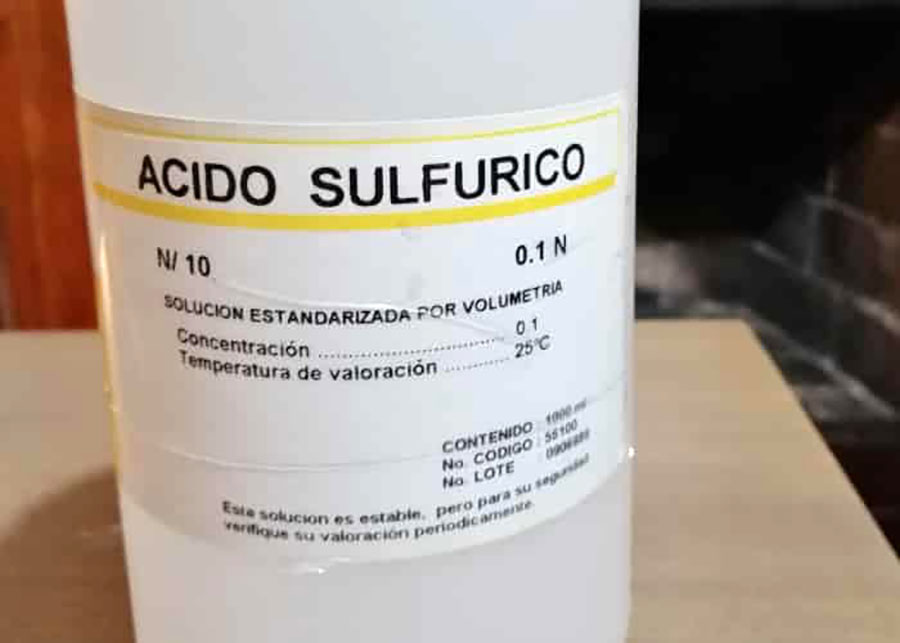 ACIDO SULFURICO
N/ 10 0.1 N
SOLUCION ESTANDARIZADA POR VOLUMETRIA
Concentración .................................. 0.1
Temperatura de valoración ............ 25°C
CONTENIDO : 1000 ml
No. CODIGO : 55100
No. LOTE :
Este solucion es estable, pero para su seguridad
verifique su valoración periodicamente.